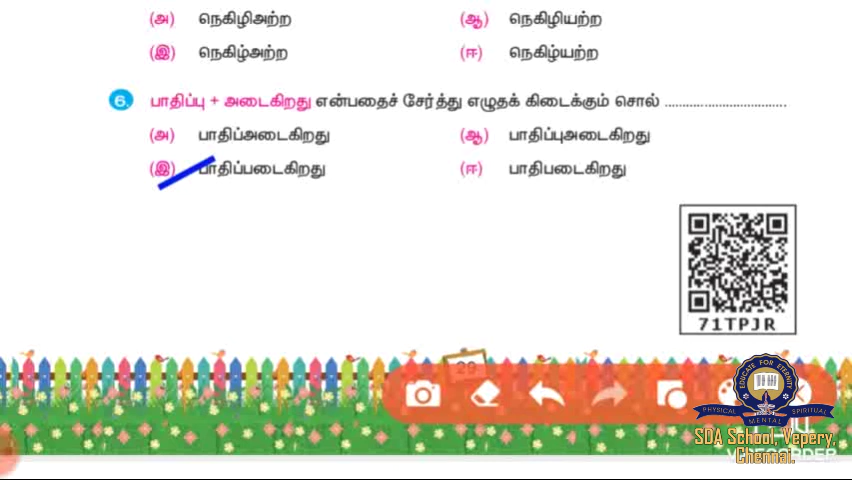 (அ) நெகிழிஅற்ற (ஆ) நெகிழியற்ற
(இ) நெகிழ்அற்ற (ஈ) நெகிழ்யற்ற
6. பாதிப்பு + அடைகிறது என்பதைச் சேர்த்து எழுதக் கிடைக்கும் சொல் ................................
(அ) பாதிப்அடைகிறது (ஆ) பாதிப்புஅடைகிறது
(இ) பாதிப்படைகிறது (ஈ) பாதிபடைகிறது
71TPJR
29
EDUCATE FOR ETERNITY
PHYSICAL MENTAL SPIRITUAL
SDA School, Vepery,
Chennai.